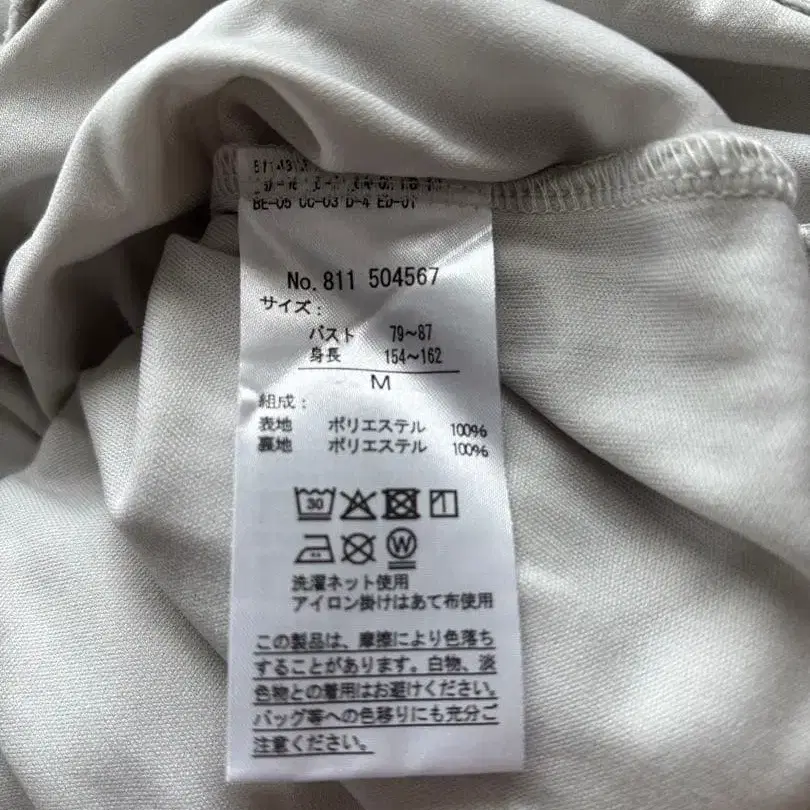 BE-05 CC-03 D-4 ED-01
No. 811 504567
サイズ:
バスト 79~87
身長 154~162
M
組成:
表地 ポリエステル 100%
裏地 ポリエステル 100%
30
W
洗濯ネット使用
アイロン掛けはあて布使用
この製品は、摩擦により色落ち
することがあります。白物、淡
色物との着用はお避けください。
バッグ等への色移りにも充分ご
注意ください。